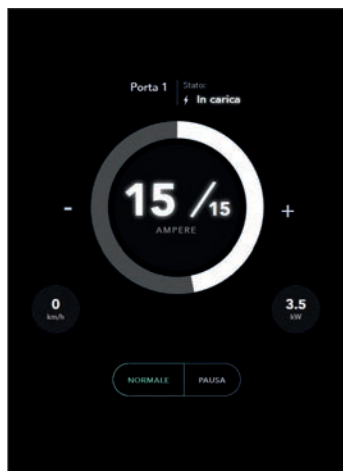 Porta 1
Stato:
In carica
- 15 / 15 +
AMPERE
0
km/h
3.5
kW
NORMALE PAUSA